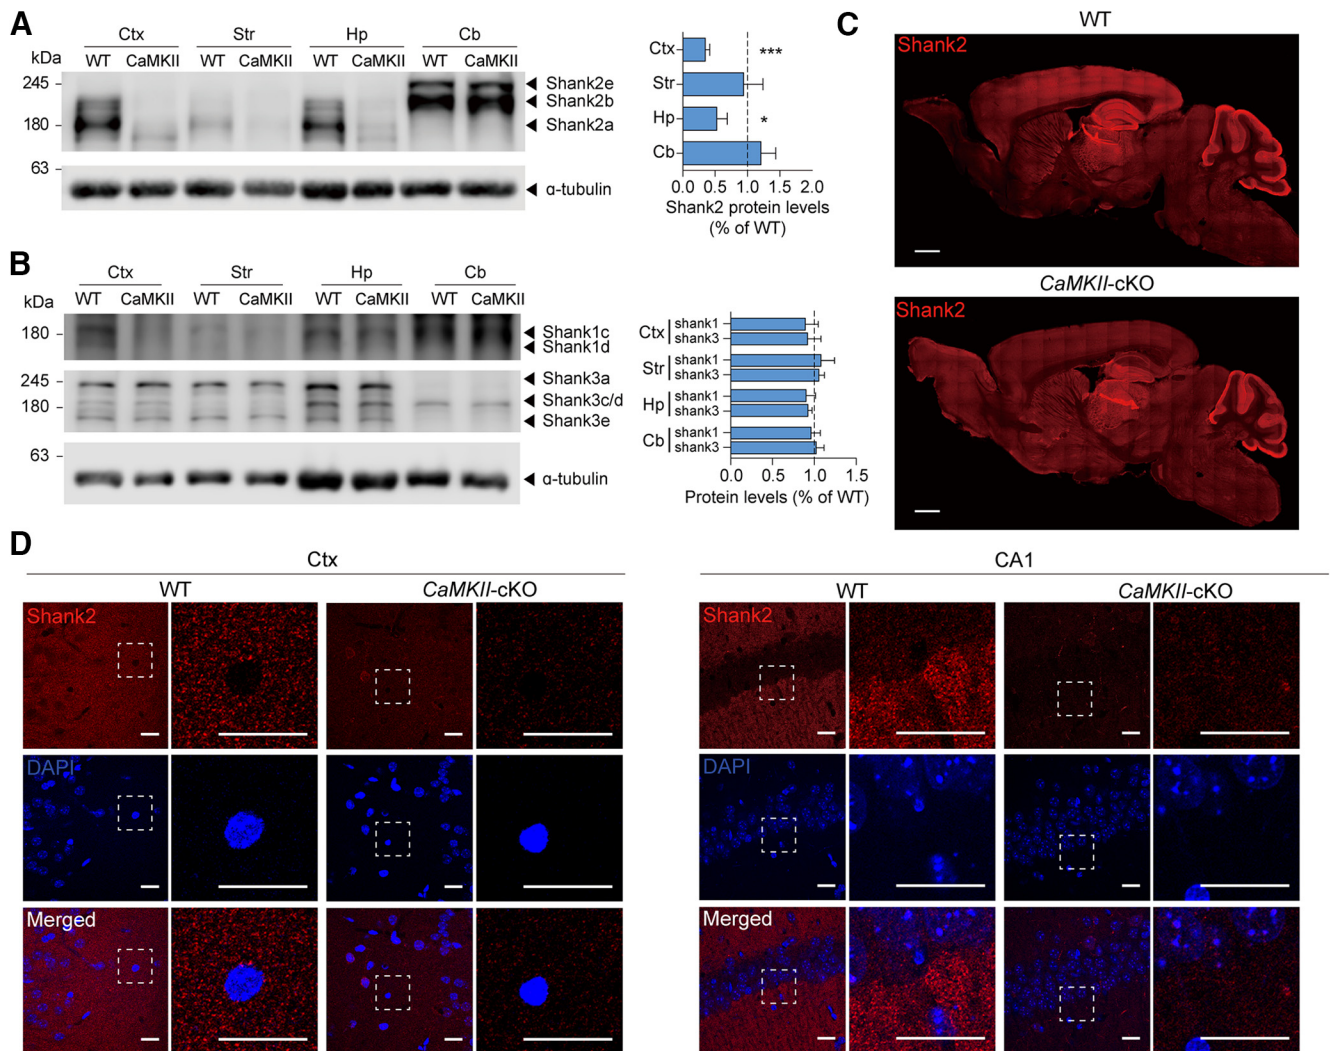 A
Ctx Str Hp Cb
kDa WT CaMKII WT CaMKII WT CaMKII WT CaMKII
245 Shank2e
Shank2b
180 Shank2a
63
α-tubulin
Ctx ***
Str
Hp *
Cb
0.0 0.5 1.0 1.5 2.0
Shank2 protein levels
(% of WT)
B
Ctx Str Hp Cb
kDa WT CaMKII WT CaMKII WT CaMKII WT CaMKII
180 Shank1c
Shank1d
245 Shank3a
180 Shank3c/d
Shank3e
63
α-tubulin
Ctx shank1
shank3
Str shank1
shank3
Hp shank1
shank3
Cb shank1
shank3
0.0 0.5 1.0 1.5
Protein levels (% of WT)
C
WT
Shank2
CaMKII-cKO
Shank2
D
Ctx
WT CaMKII-cKO
Shank2
DAPI
Merged
CA1
WT CaMKII-cKO
Shank2
DAPI
Merged